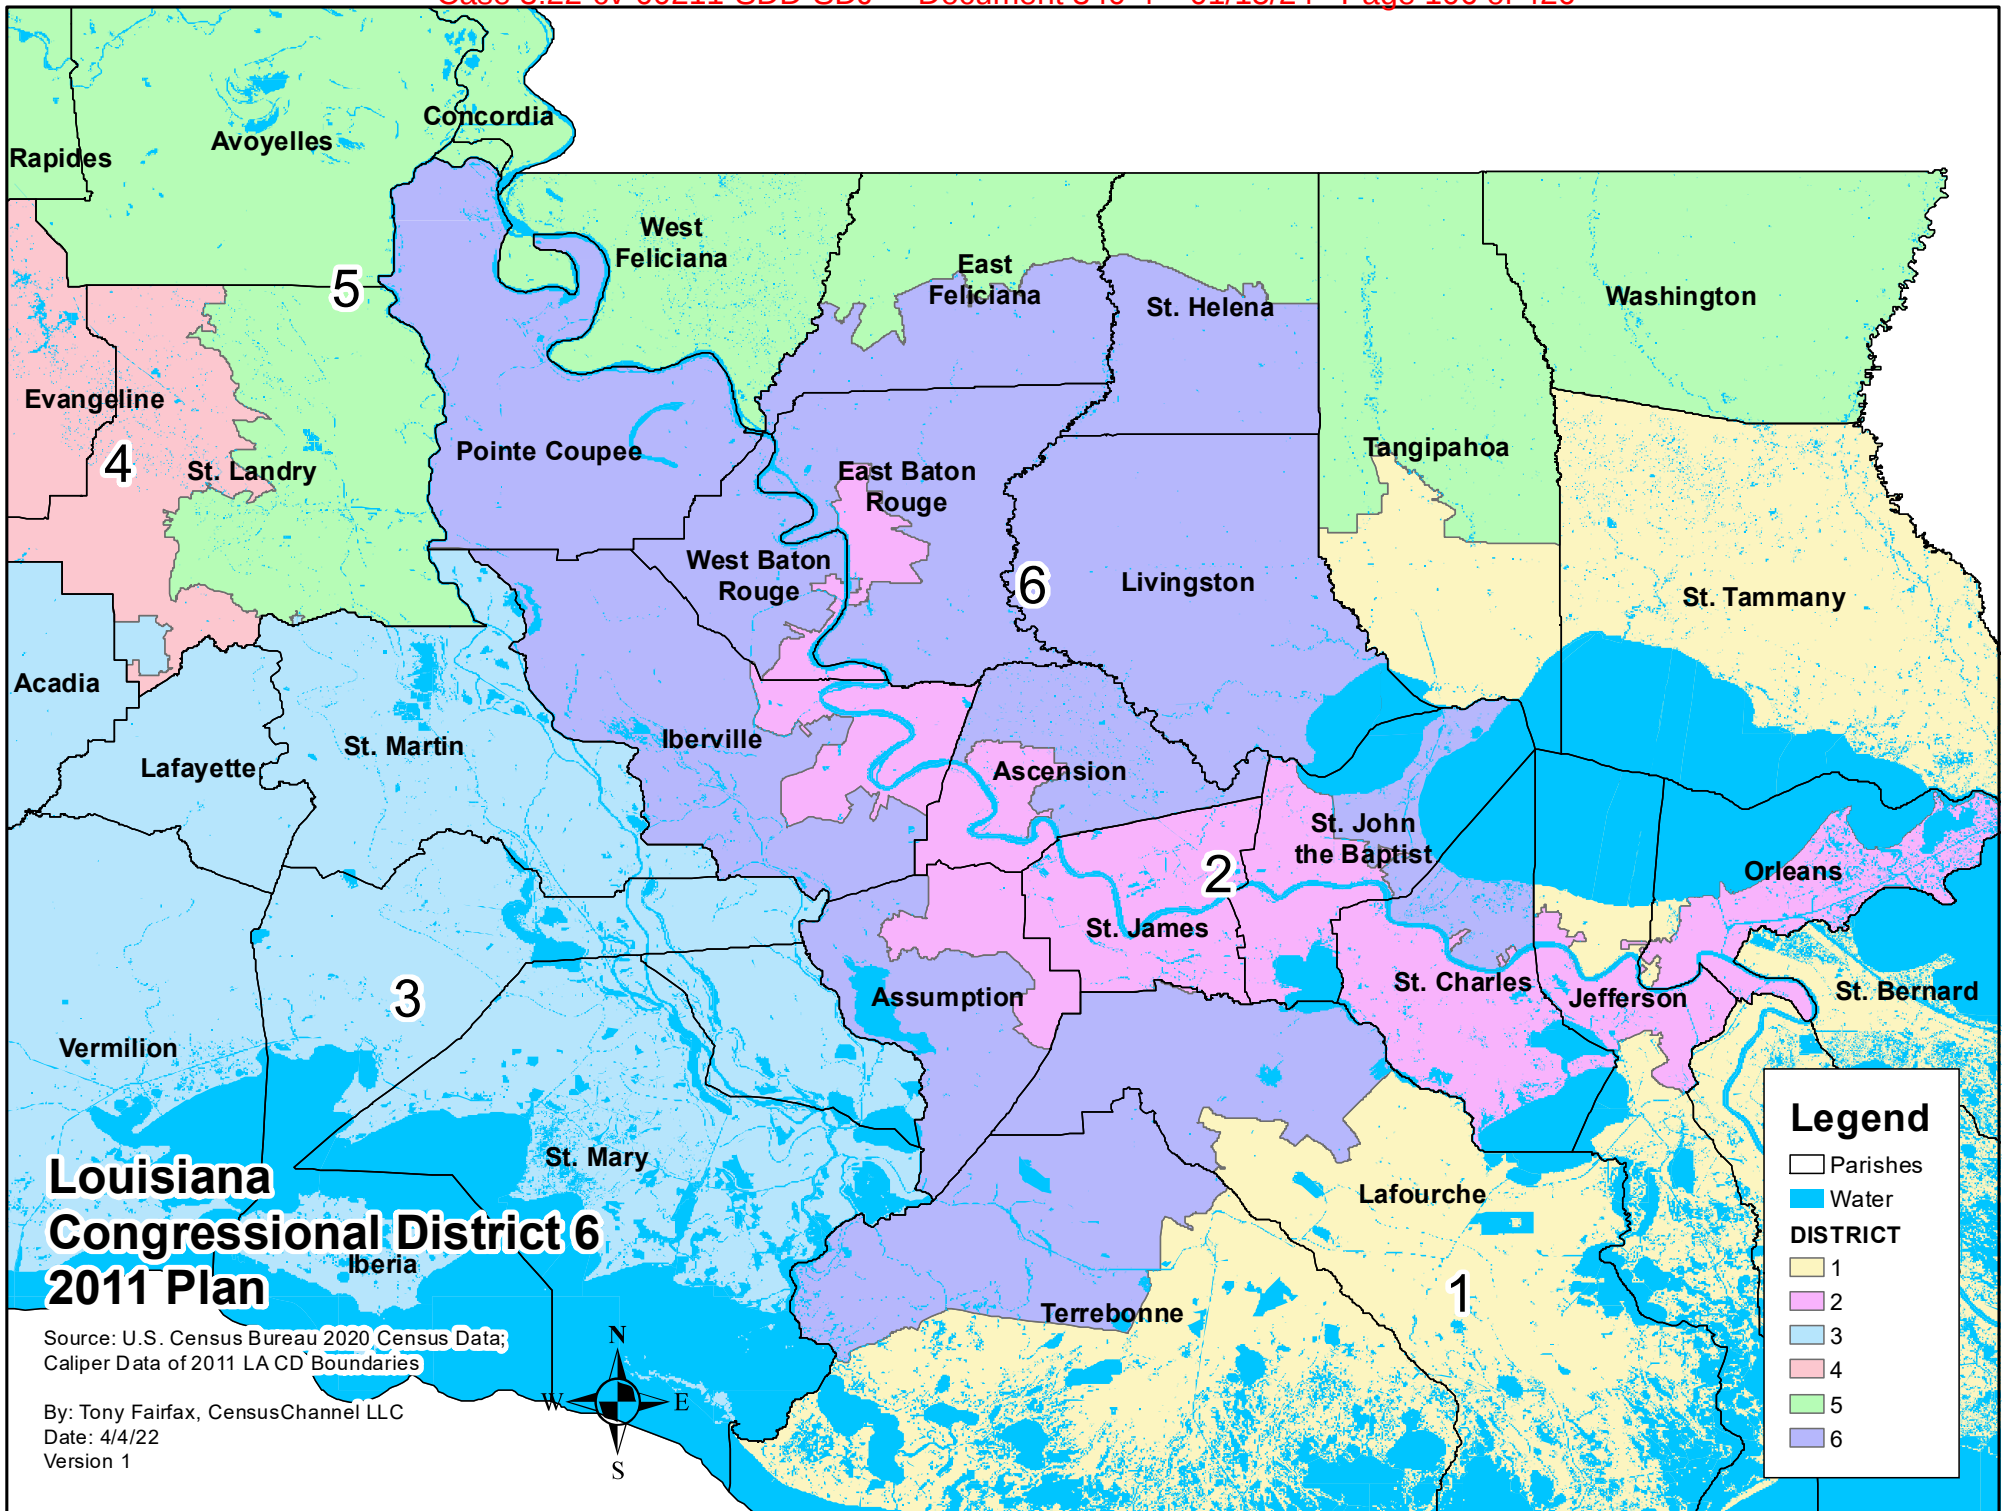 Concordia
Avoyelles
Rapides
West
Feliciana
East
Feliciana
St. Helena
Washington
5
Evangeline
4
St. Landry
Pointe Coupee
East Baton
Rouge
Tangipahoa
West Baton
Rouge
6
Livingston
St. Tammany
Acadia
Lafayette
St. Martin
Iberville
Ascension
St. John
the Baptist
2
Orleans
St. James
3
Assumption
St. Charles
Jefferson
St. Bernard
Vermilion
St. Mary
Lafourche
Iberia
Terrebonne
1
Louisiana
Congressional District 6
2011 Plan
Source: U.S. Census Bureau 2020 Census Data;
Caliper Data of 2011 LA CD Boundaries
By: Tony Fairfax, CensusChannel LLC
Date: 4/4/22
Version 1
N
W
E
S
Legend
Parishes
Water
DISTRICT
1
2
3
4
5
6